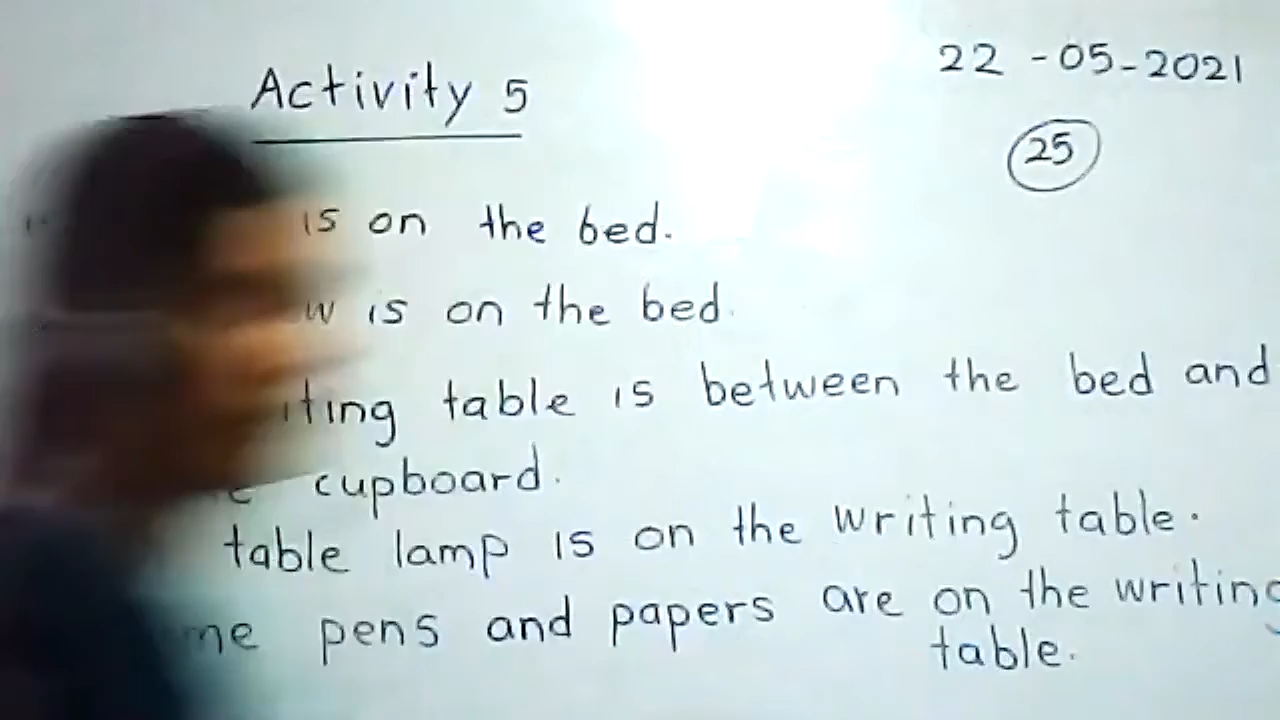 22-05-2021
Activity 5
25
is on the bed.
is on the bed.
table is between the bed and
cupboard.
table lamp is on the writing table.
pens and papers are on the writing
table.